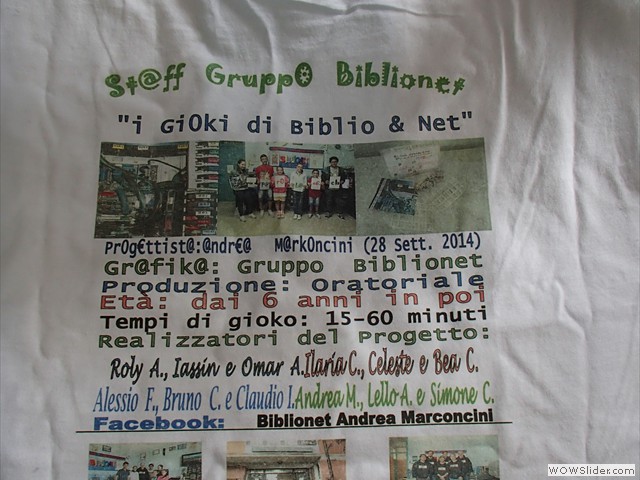 St@ff GruppO Biblionet
"i GiOki di Biblio & Net"
PrOg€ttist@:@ndr€@ M@rkOncini (28 Sett. 2014)
Gr@fik@: Gruppo Biblionet
Produzione: Oratoriale
Età: dai 6 anni in poi
Tempi di gioko: 15-60 minuti
Realizzatori del Progetto:
Roly A., Iassin e Omar A.Ilaria C., Celeste e Bea C.
Alessio F., Bruno C. e Claudio I.Andrea M., Lello A. e Simone C.
Facebook: Biblionet Andrea Marconcini
WOWSlider.com